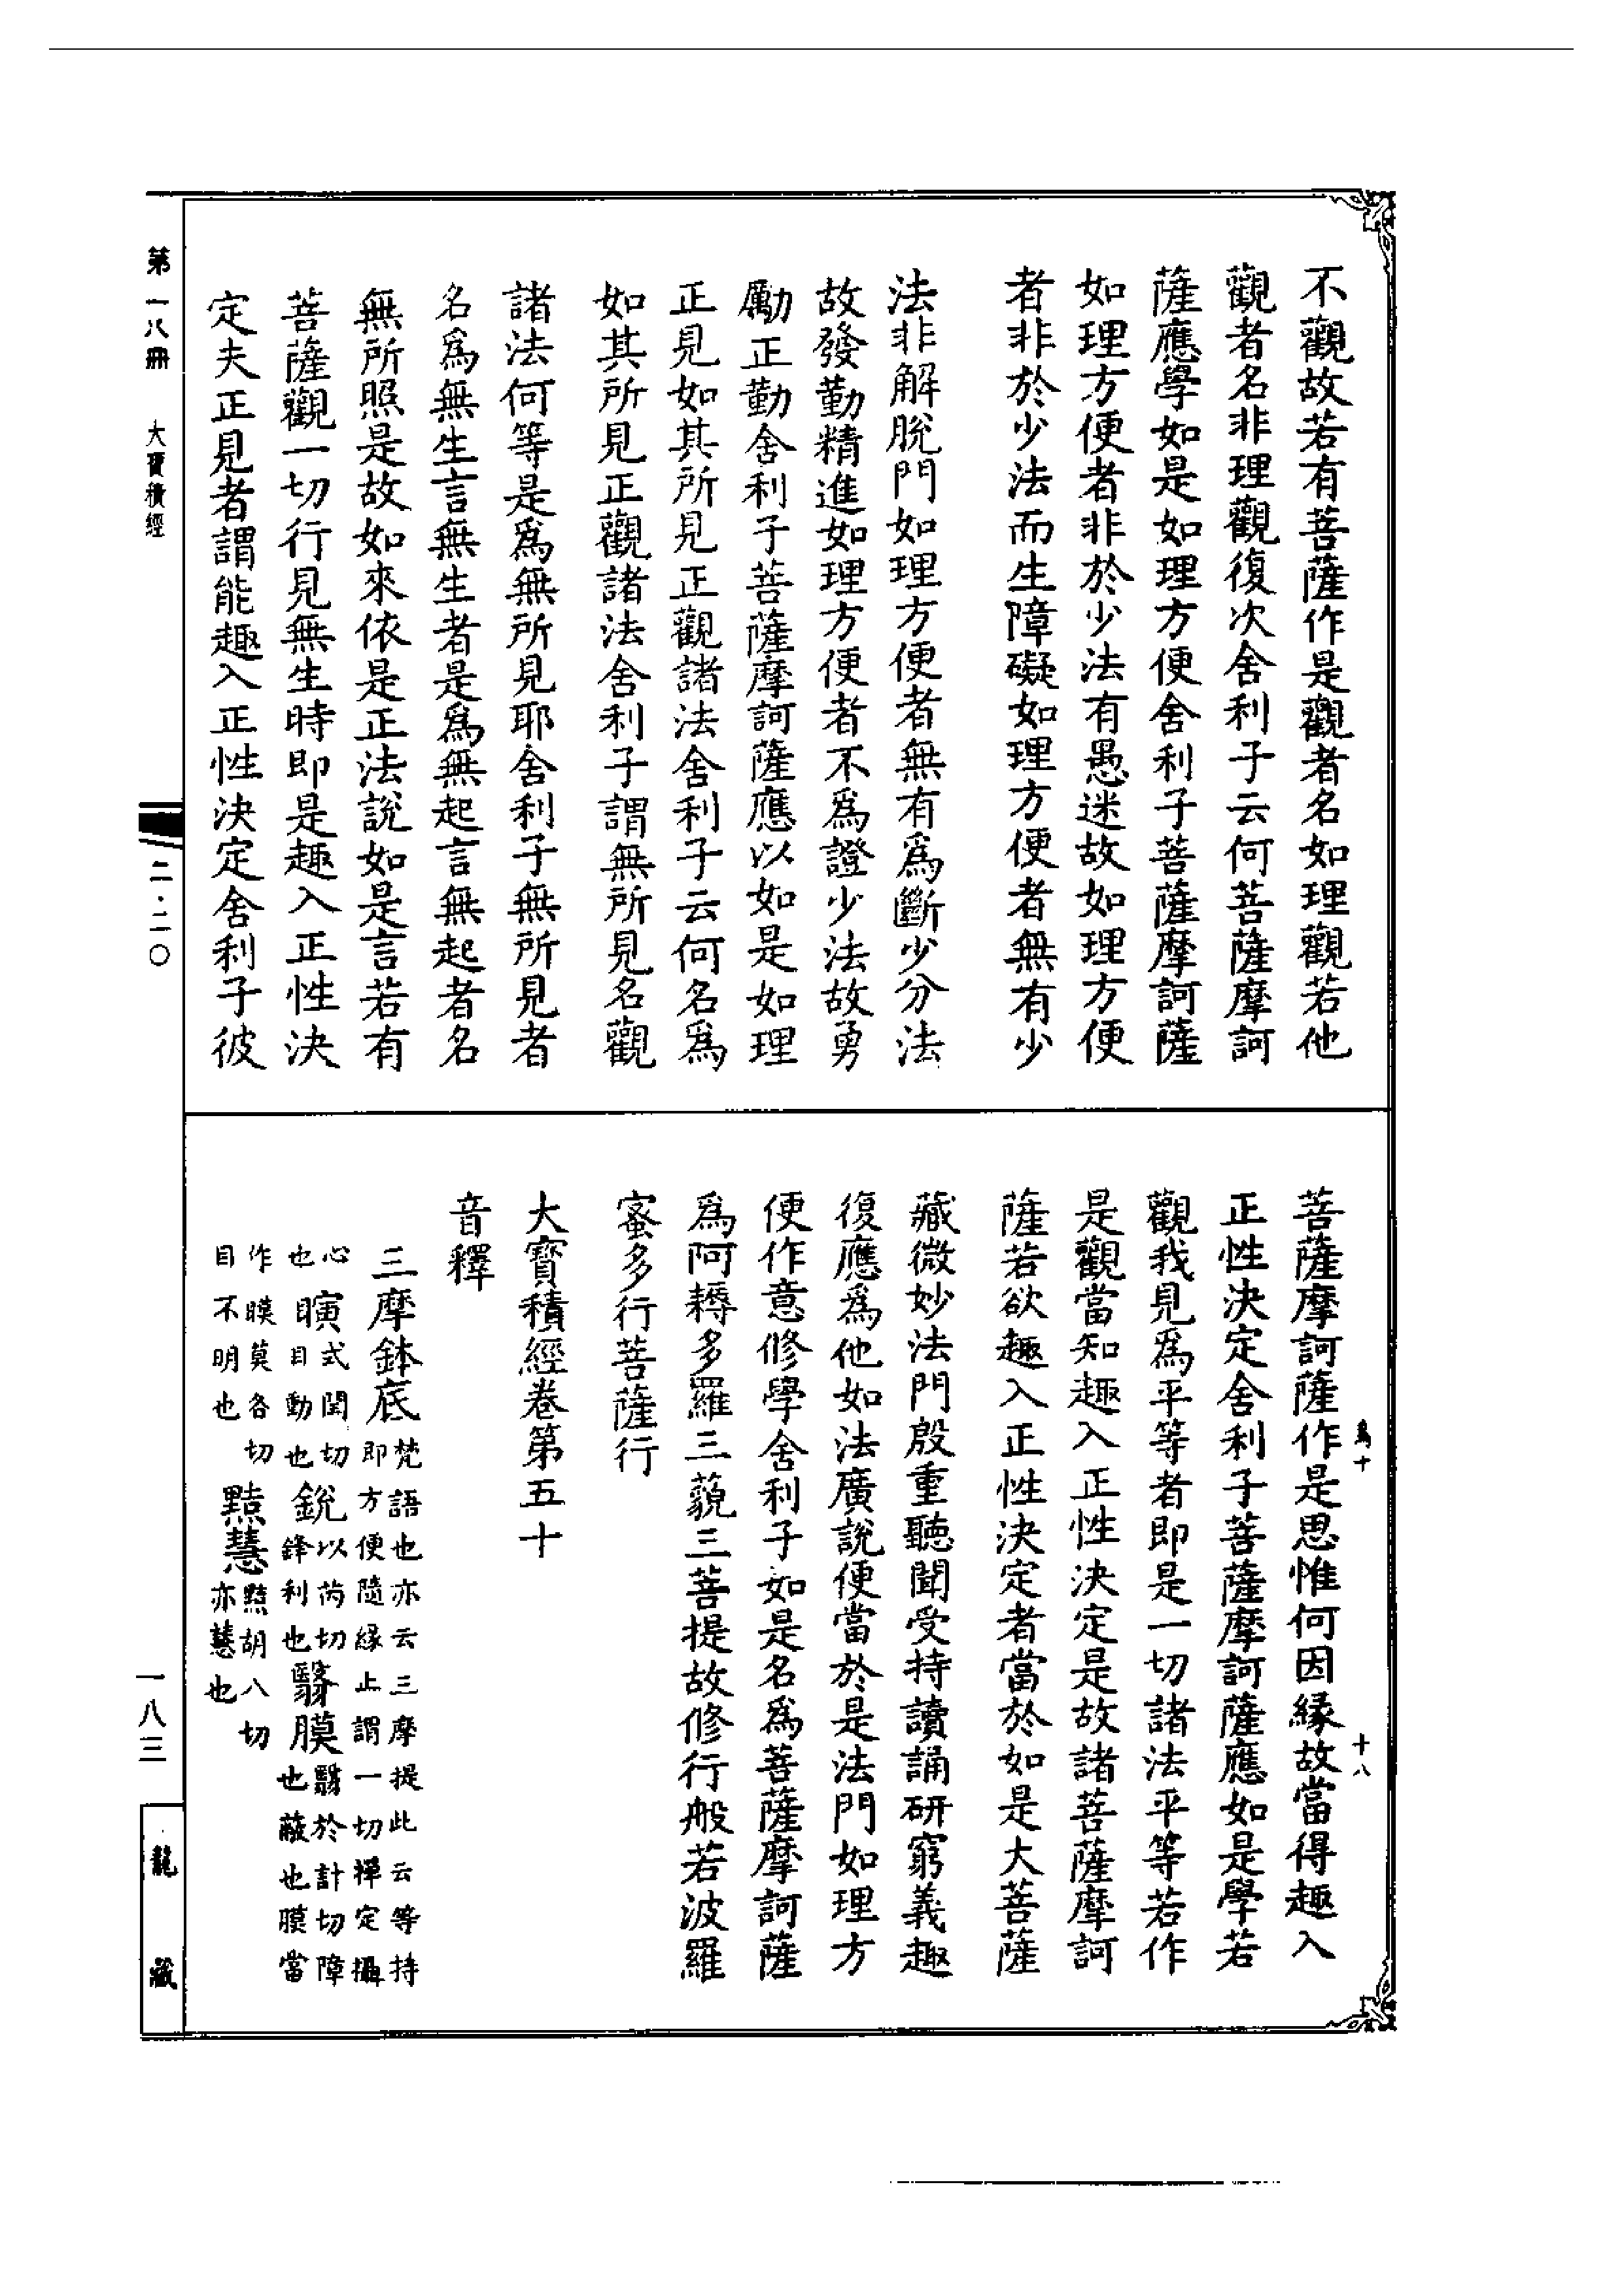 不觀故若有菩薩作是觀者名如理觀若他
觀者名非理觀復次舍利子云何菩薩摩訶
薩應學如是如理方便舍利子菩薩摩訶薩
如理方便者非於少法有愚迷故如理方便
者非於少法而生障礙如理方便者無有少
法非解脫門如理方便者無有爲斷少分法
故發勤精進如理方便者不爲證少法故勇
勵正勤舍利子菩薩摩訶薩應以如是如理
正見如其所見正觀諸法舍利子云何名爲
如其所見正觀諸法舍利子謂無所見名觀
諸法何等是爲無所見耶舍利子無所見者
名爲無生言無生者是爲無起言無起者名
無所照是故如來依是正法說如是言若有
菩薩觀一切行見無生時即是趣入正性決
定夫正見者謂能趣入正性決定舍利子彼
第一八冊 大寶積經 二·二〇
爲十 十八
菩薩摩訶薩作是思惟何因緣故當得趣入
正性決定舍利子菩薩摩訶薩應如是學若
觀我見爲平等者即是一切諸法平等若作
是觀當知趣入正性決定是故諸菩薩摩訶
薩若欲趣入正性決定者當於如是大菩薩
藏微妙法門殷重聽聞受持讀誦研窮義趣
復應爲他如法廣說便當於是法門如理方
便作意修學舍利子如是名爲菩薩摩訶薩
爲阿耨多羅三藐三菩提故修行般若波羅
蜜多行菩薩行
大寶積經卷第五十
音釋
三摩鉢底 梵語也亦云三摩提此云等持
即方便隨緣止謂一切禪定攝
心
也 瞚 式閏切
目目動也 銳 以芮切
鋒利也 翳膜 翳於計切障
也蔽也膜當
作瞙莫各切
目不明也 黠慧 黠胡八切
亦慧也
一八三 龍藏